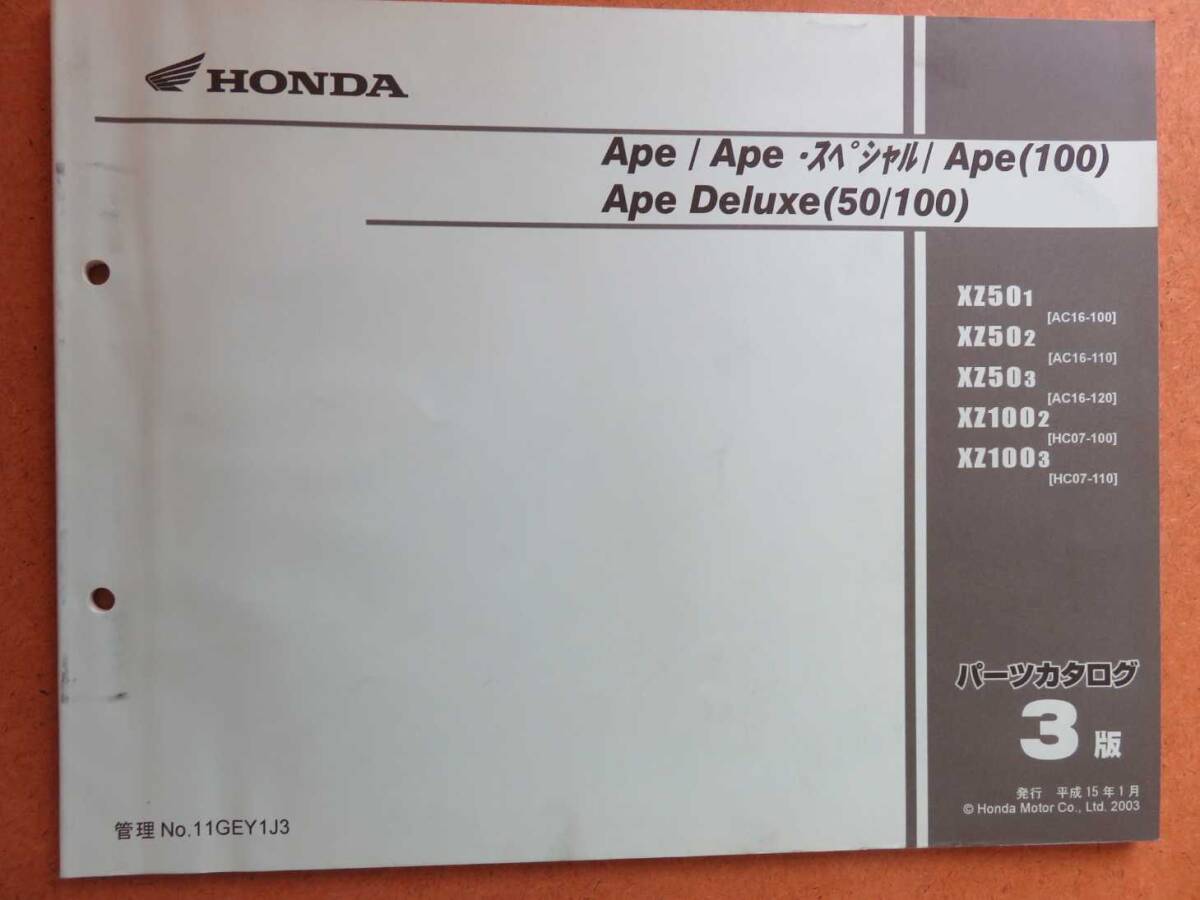 HONDA
Ape / Ape ・ｽﾍﾟｼｬﾙ / Ape(100)
Ape Deluxe(50/100)
XZ501
[AC16-100]
XZ502
[AC16-110]
XZ503
[AC16-120]
XZ1002
[HC07-100]
XZ1003
[HC07-110]
パーツカタログ
3版
発行 平成15年1月
© Honda Motor Co., Ltd. 2003
管理 No.11GEY1J3